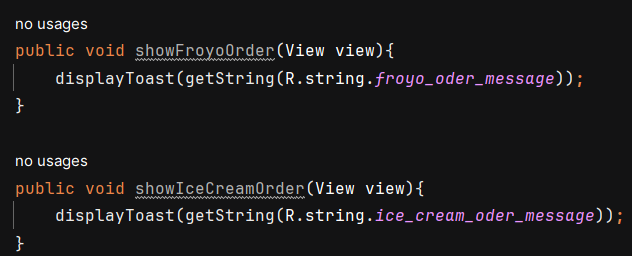 no usages
public void showFroyoOrder(View view){
displayToast(getString(R.string.froyo_oder_message));
}
no usages
public void showIceCreamOrder(View view){
displayToast(getString(R.string.ice_cream_oder_message));
}